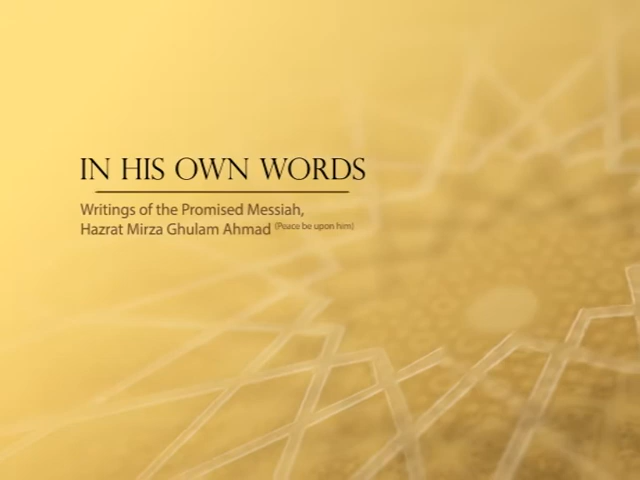 IN HIS OWN WORDS
Writings of the Promised Messiah,
Hazrat Mirza Ghulam Ahmad (Peace be upon him)